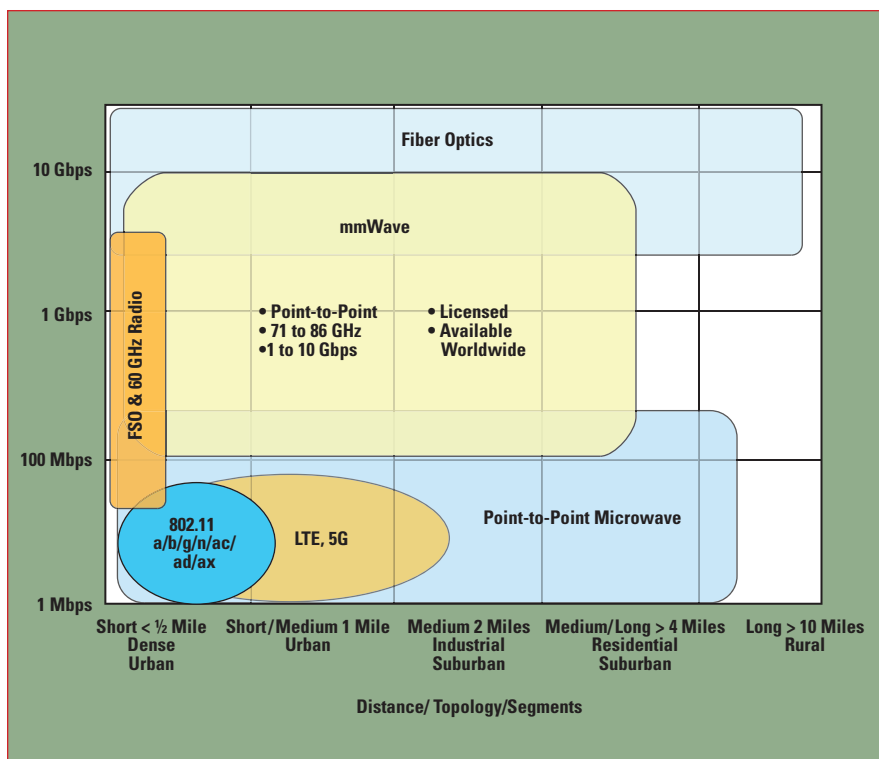 Fiber Optics
10 Gbps
mmWave
FSO & 60 GHz Radio
1 Gbps
• Point-to-Point
• 71 to 86 GHz
•1 to 10 Gbps
• Licensed
• Available
Worldwide
100 Mbps
802.11
a/b/g/n/ac/
ad/ax
LTE, 5G
Point-to-Point Microwave
1 Mbps
Short < ½ Mile
Dense
Urban
Short/Medium 1 Mile
Urban
Medium 2 Miles
Industrial
Suburban
Medium/Long > 4 Miles
Residential
Suburban
Long > 10 Miles
Rural
Distance/ Topology/Segments